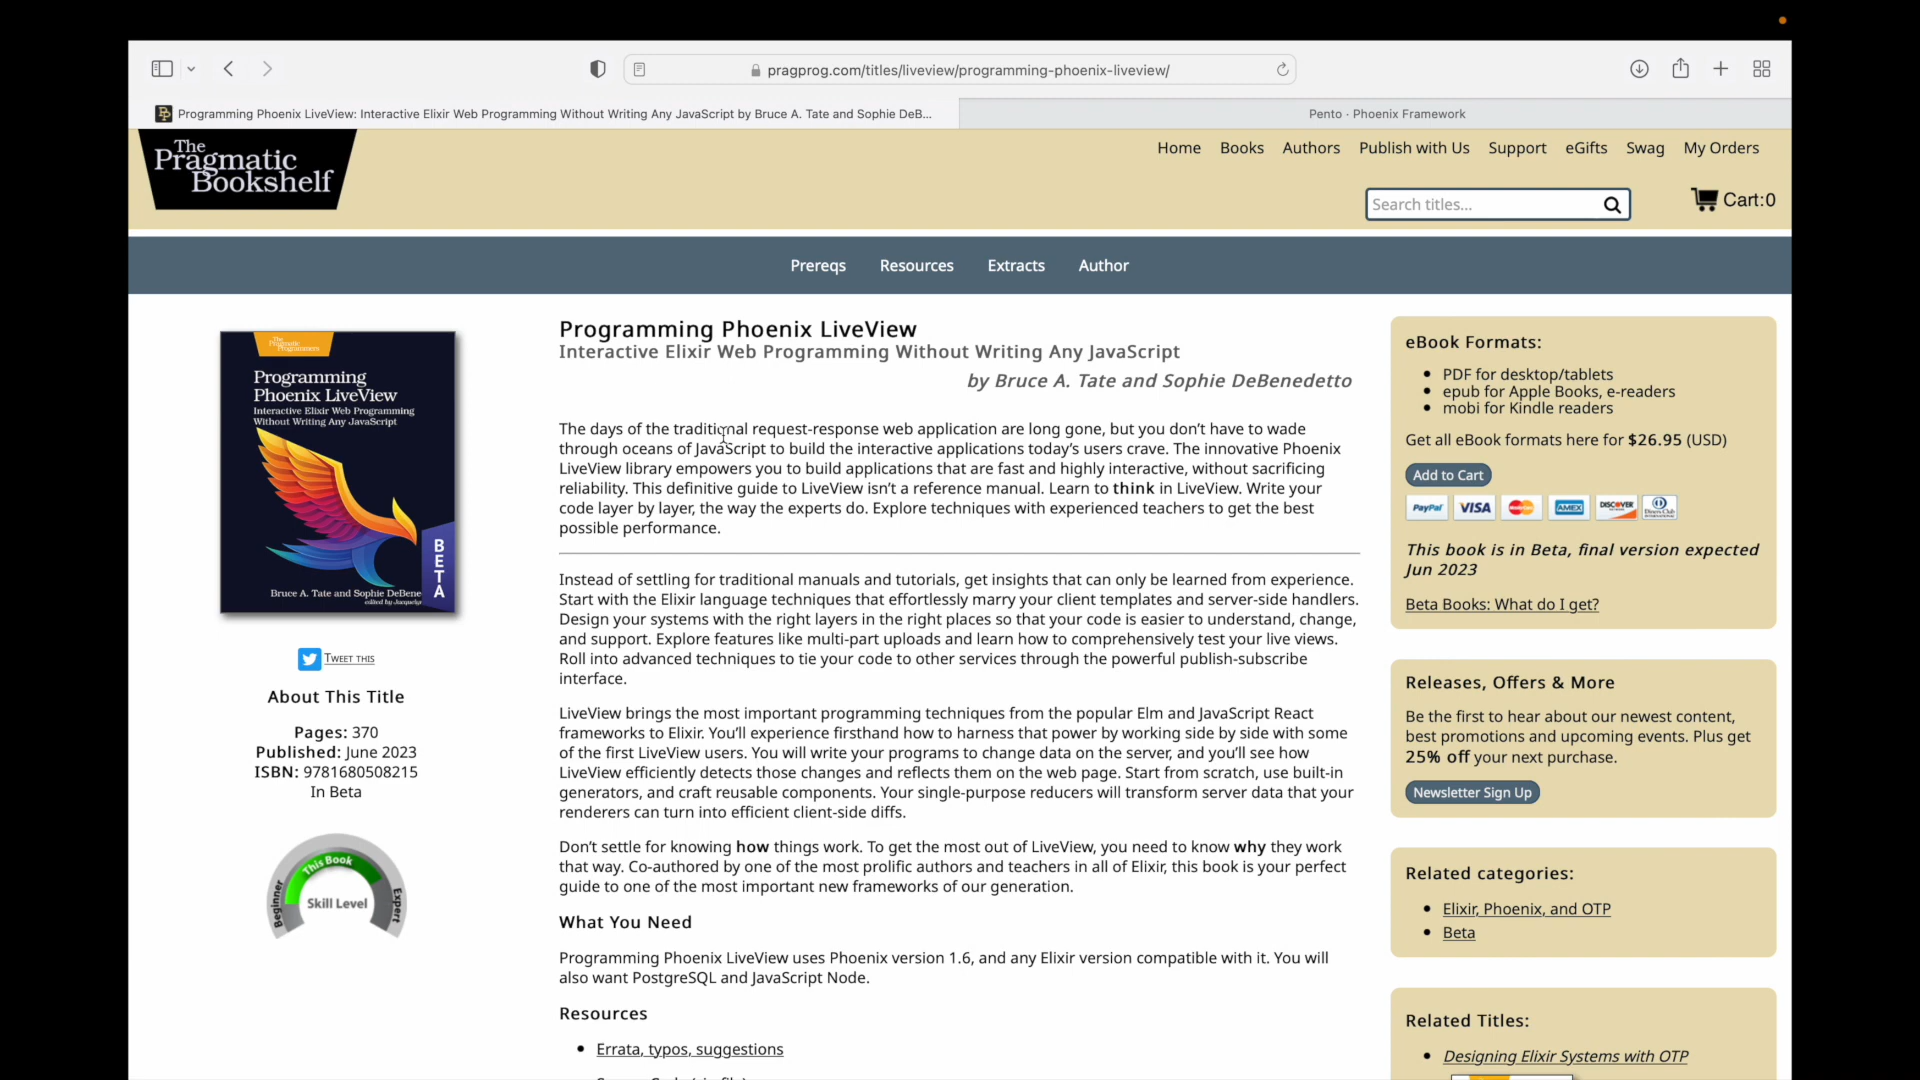 pragprog.com/titles/liveview/programming-phoenix-liveview/
Programming Phoenix LiveView: Interactive Elixir Web Programming Without Writing Any JavaScript by Bruce A. Tate and Sophie DeB...
Pento · Phoenix Framework
The
Pragmatic
Bookshelf
Home
Books
Authors
Publish with Us
Support
eGifts
Swag
My Orders
Search titles...
Cart:0
Prereqs
Resources
Extracts
Author
The
Pragmatic
Programmers
Programming
Phoenix LiveView
Interactive Elixir Web Programming
Without Writing Any JavaScript
BETA
Bruce A. Tate and Sophie DeBene
edited by Jacquelyn
Tweet this
About This Title
Pages: 370
Published: June 2023
ISBN: 9781680508215
In Beta
Beginner
This Book
Expert
Skill Level
Programming Phoenix LiveView
Interactive Elixir Web Programming Without Writing Any JavaScript
by Bruce A. Tate and Sophie DeBenedetto
The days of the traditional request-response web application are long gone, but you don’t have to wade
through oceans of JavaScript to build the interactive applications today’s users crave. The innovative Phoenix
LiveView library empowers you to build applications that are fast and highly interactive, without sacrificing
reliability. This definitive guide to LiveView isn’t a reference manual. Learn to think in LiveView. Write your
code layer by layer, the way the experts do. Explore techniques with experienced teachers to get the best
possible performance.
Instead of settling for traditional manuals and tutorials, get insights that can only be learned from experience.
Start with the Elixir language techniques that effortlessly marry your client templates and server-side handlers.
Design your systems with the right layers in the right places so that your code is easier to understand, change,
and support. Explore features like multi-part uploads and learn how to comprehensively test your live views.
Roll into advanced techniques to tie your code to other services through the powerful publish-subscribe
interface.
LiveView brings the most important programming techniques from the popular Elm and JavaScript React
frameworks to Elixir. You’ll experience firsthand how to harness that power by working side by side with some
of the first LiveView users. You will write your programs to change data on the server, and you’ll see how
LiveView efficiently detects those changes and reflects them on the web page. Start from scratch, use built-in
generators, and craft reusable components. Your single-purpose reducers will transform server data that your
renderers can turn into efficient client-side diffs.
Don’t settle for knowing how things work. To get the most out of LiveView, you need to know why they work
that way. Co-authored by one of the most prolific authors and teachers in all of Elixir, this book is your perfect
guide to one of the most important new frameworks of our generation.
What You Need
Programming Phoenix LiveView uses Phoenix version 1.6, and any Elixir version compatible with it. You will
also want PostgreSQL and JavaScript Node.
Resources
Errata, typos, suggestions
eBook Formats:
PDF for desktop/tablets
epub for Apple Books, e-readers
mobi for Kindle readers
Get all eBook formats here for $26.95 (USD)
Add to Cart
PayPal
VISA
AMEX
DISCOVER
Diners Club
This book is in Beta, final version expected
Jun 2023
Beta Books: What do I get?
Releases, Offers & More
Be the first to hear about our newest content,
best promotions and upcoming events. Plus get
25% off your next purchase.
Newsletter Sign Up
Related categories:
Elixir, Phoenix, and OTP
Beta
Related Titles:
Designing Elixir Systems with OTP